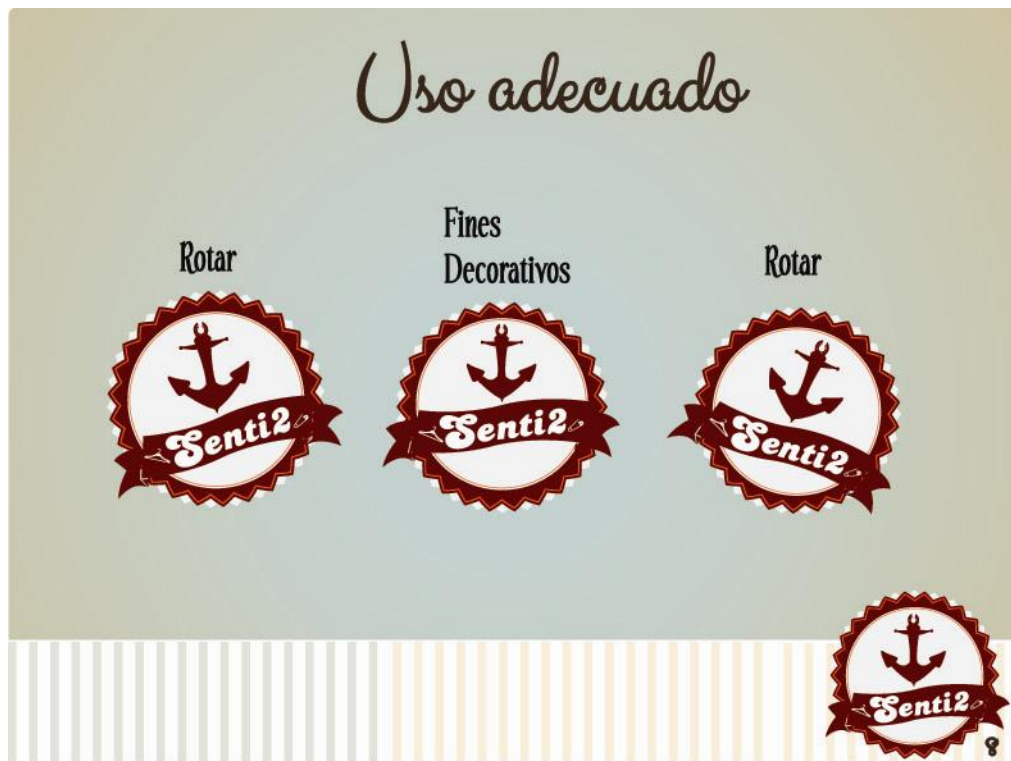 Uso adecuado
Rotar
Fines
Decorativos
Rotar
Senti2
Senti2
Senti2
Senti2
8